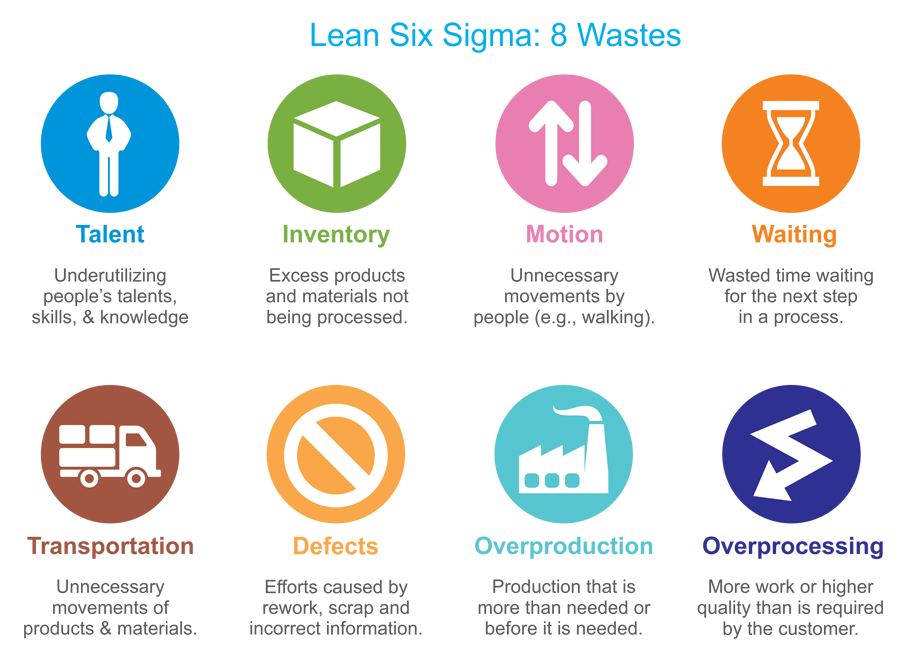 Lean Six Sigma: 8 Wastes
Talent
Underutilizing
people's talents,
skills, & knowledge
Inventory
Excess products
and materials not
being processed.
Motion
Unnecessary
movements by
people (e.g., walking).
Waiting
Wasted time waiting
for the next step
in a process.
Transportation
Unnecessary
movements of
products & materials.
Defects
Efforts caused by
rework, scrap and
incorrect information.
Overproduction
Production that is
more than needed or
before it is needed.
Overprocessing
More work or higher
quality than is required
by the customer.